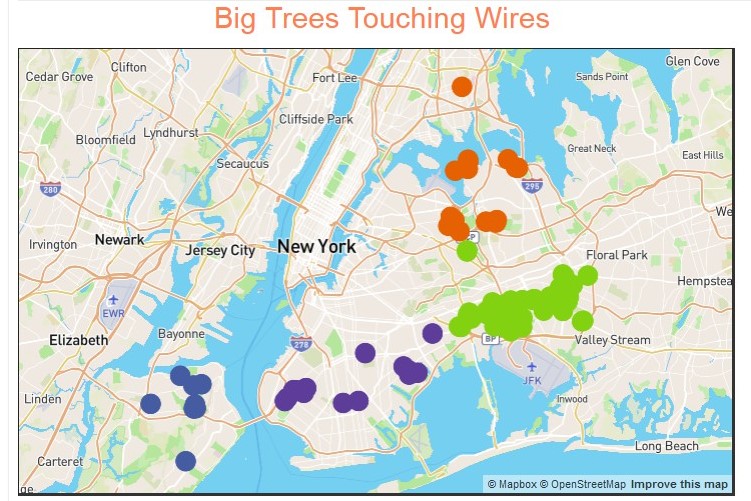 Big Trees Touching Wires
Glen Cove
Clifton
Cedar Grove
Fort Lee
Sands Point
Cliffside Park
Lyndhurst
Bloomfield
Great Neck
East Hills
Secaucus
280
295
We
Irvington
Newark
Jersey City
New York
P
Floral Park
Hempstea
EWR
Bayonne
Elizabeth
278
BP
Valley Stream
JFK
Linden
Inwood
Long Beach
Carteret
ge
© Mapbox © OpenStreetMap Improve this map